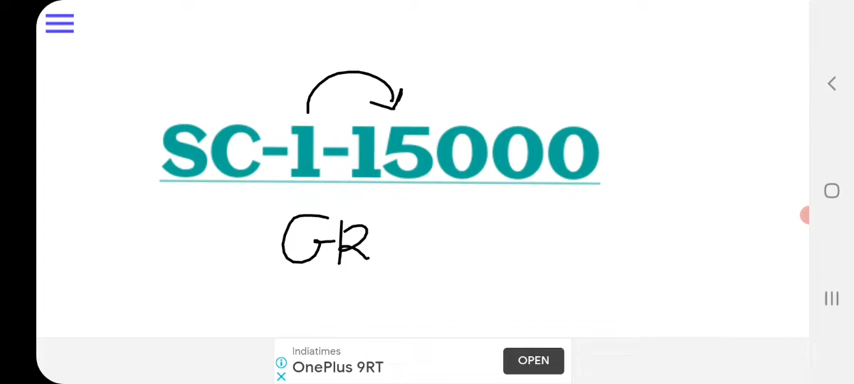 SC-1-15000
GR
Indiatimes
OnePlus 9RT
OPEN